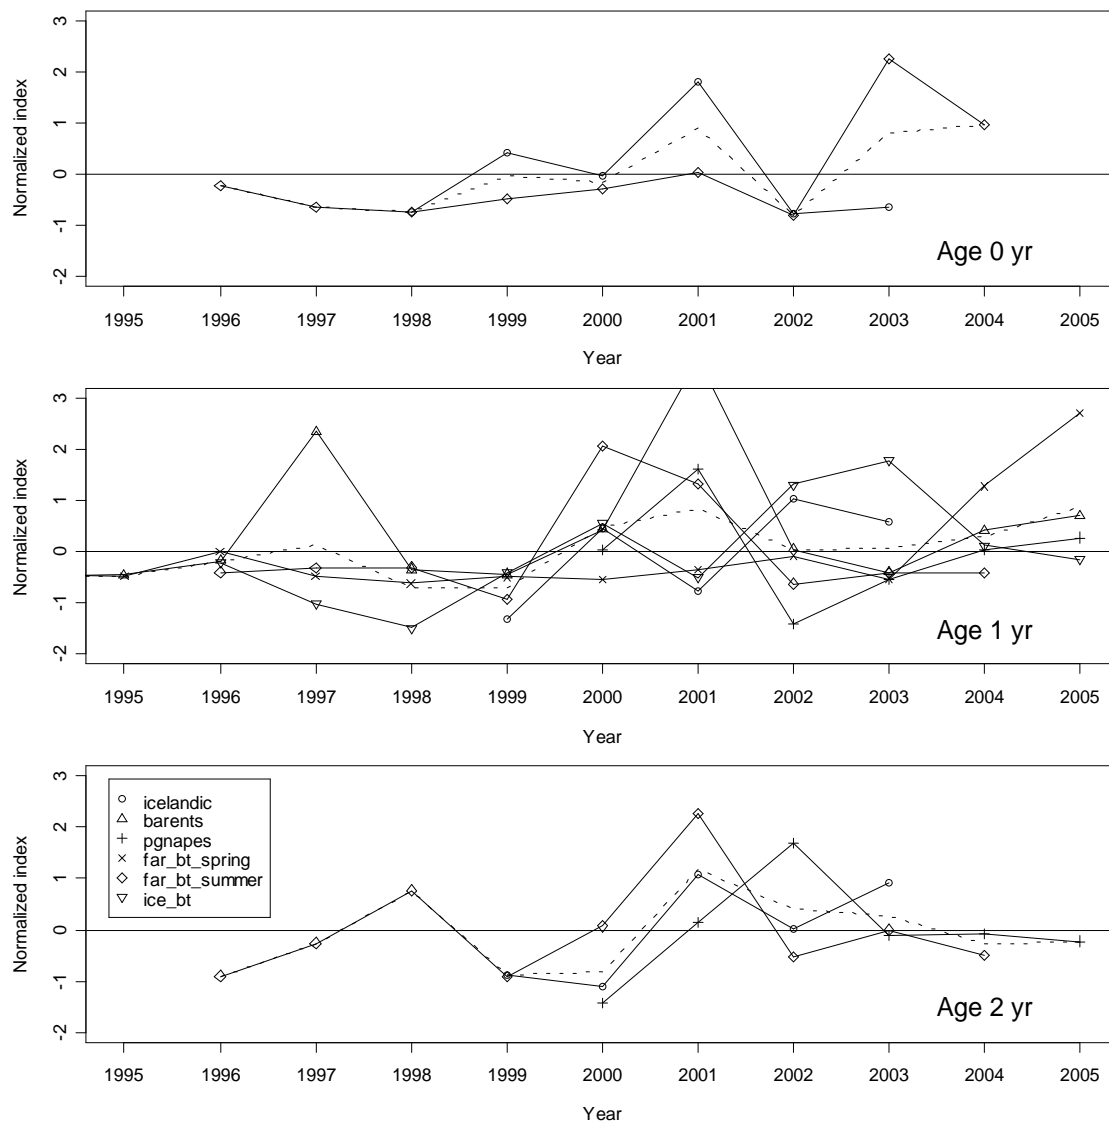 Normalized index
3
2
1
0
-1
-2
Age 0 yr
1995 1996 1997 1998 1999 2000 2001 2002 2003 2004 2005
Year
Normalized index
3
2
1
0
-1
-2
Age 1 yr
1995 1996 1997 1998 1999 2000 2001 2002 2003 2004 2005
Year
Normalized index
3
2
1
0
-1
-2
icelandic
barents
pgnapes
far_bt_spring
far_bt_summer
ice_bt
Age 2 yr
1995 1996 1997 1998 1999 2000 2001 2002 2003 2004 2005
Year